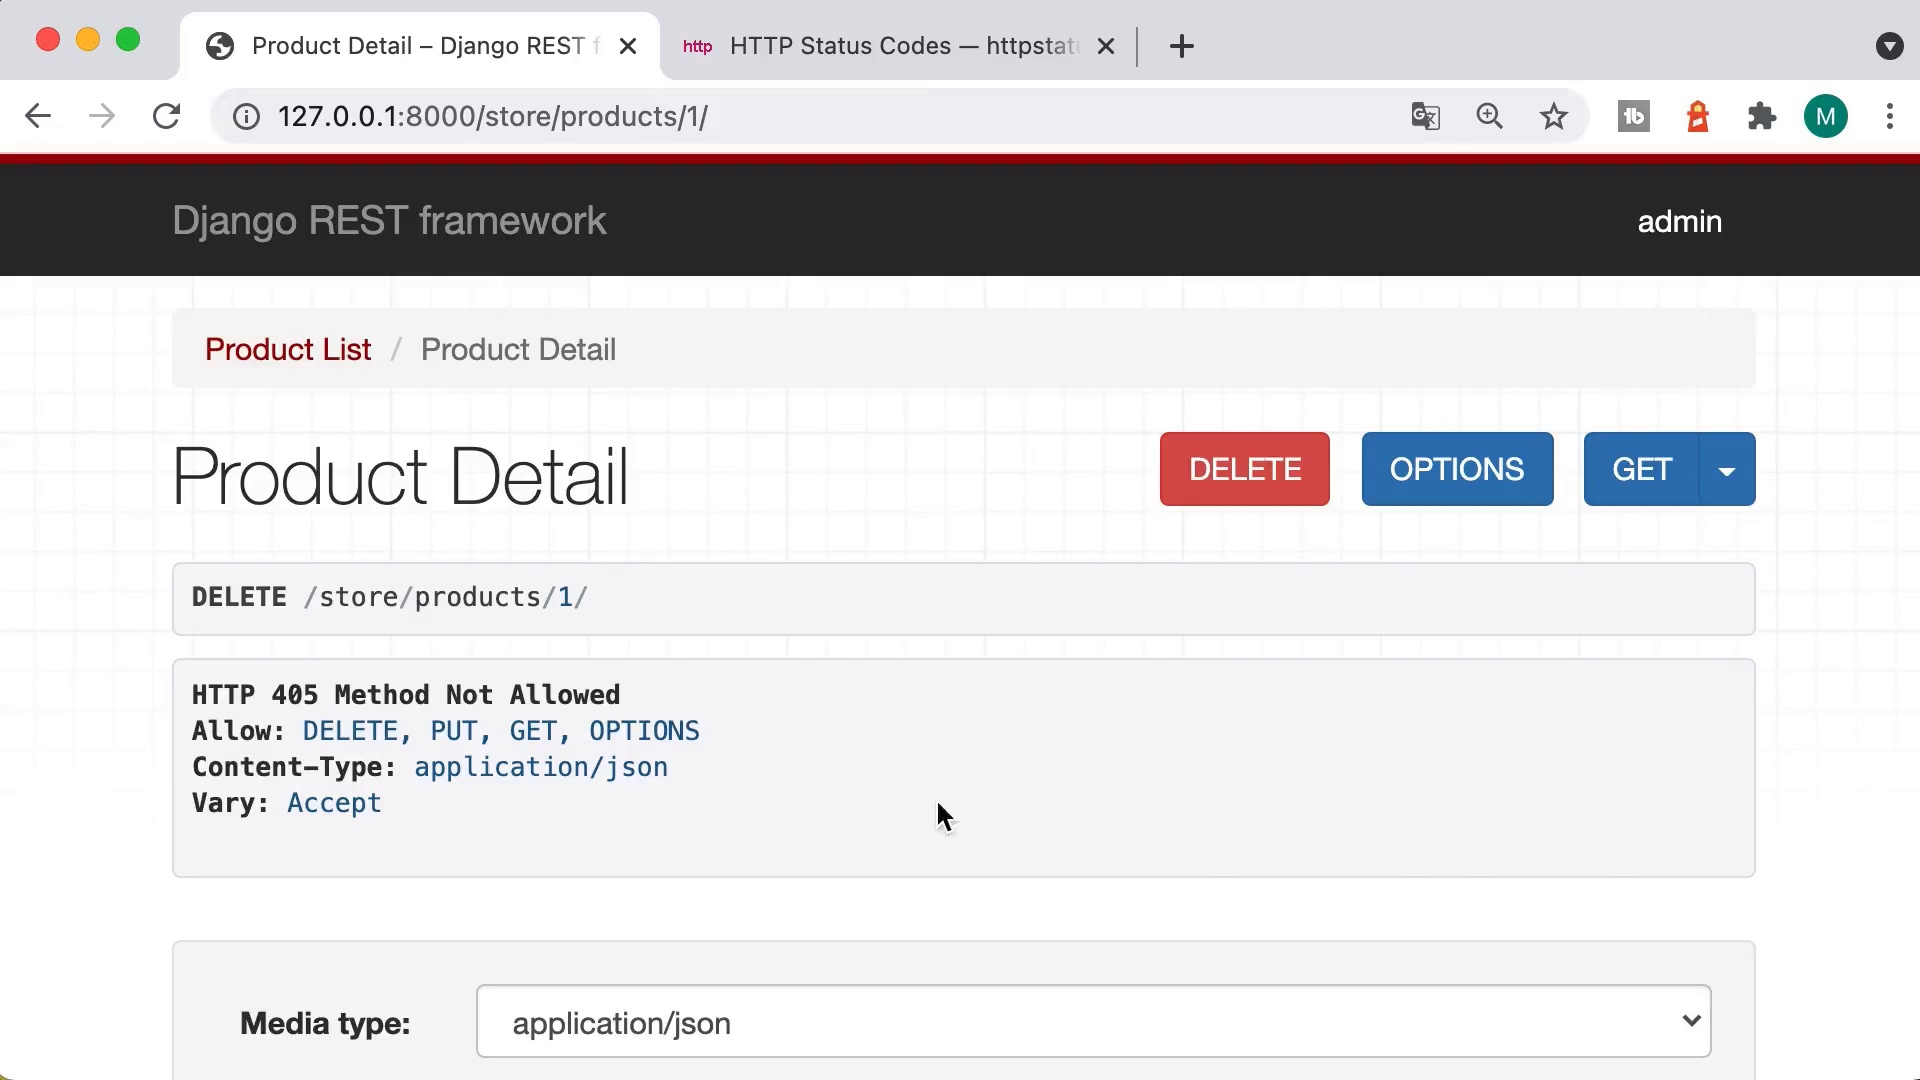 Product Detail – Django REST f
http HTTP Status Codes — httpstatu
127.0.0.1:8000/store/products/1/
M
Django REST framework
admin
Product List / Product Detail
Product Detail
DELETE
OPTIONS
GET
DELETE /store/products/1/
HTTP 405 Method Not Allowed
Allow: DELETE, PUT, GET, OPTIONS
Content-Type: application/json
Vary: Accept
Media type:
application/json